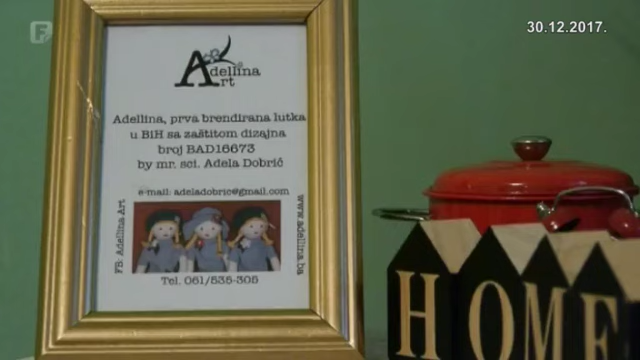 F
30.12.2017.
Adellina
Art
Adellina, prva brendirana lutka
u BiH sa zaštitom dizajna
broj BAD16673
by mr. sci. Adela Dobrić
e-mail: adeladobric@gmail.com
FB: Adellina Art
www.adellina.ba
Tel. 061/535-305
HOME